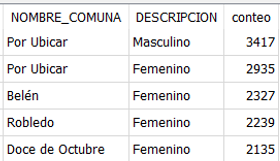 NOMBRE_COMUNA DESCRIPCION conteo
Por Ubicar Masculino 3417
Por Ubicar Femenino 2935
Belén Femenino 2327
Robledo Femenino 2239
Doce de Octubre Femenino 2135